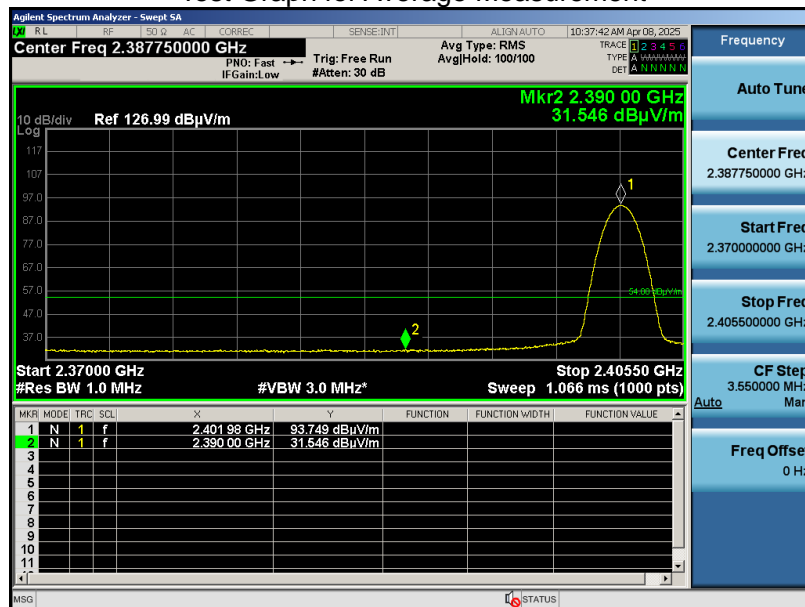 Test Graph for Average Measurement
Agilent Spectrum Analyzer - Swept SA
LXI RL RF 50 Ω AC CORREC SENSE:INT ALIGN AUTO 10:37:42 AM Apr 08, 2025
Center Freq 2.387750000 GHz
PNO: Fast
IFGain:Low
Trig: Free Run
#Atten: 30 dB
Avg Type: RMS
Avg|Hold: 100/100
TRACE 1 2 3 4 5 6
TYPE A WWWWW
DET A N N N N N
Mkr2 2.390 00 GHz
31.546 dBµV/m
10 dB/div Ref 126.99 dBµV/m
Log
117
107
97.0
87.0
77.0
67.0
57.0
47.0
37.0
1
54.00 dBµV/m
2
Start 2.37000 GHz Stop 2.40550 GHz
#Res BW 1.0 MHz #VBW 3.0 MHz* Sweep 1.066 ms (1000 pts)
MKR MODE TRC SCL X Y FUNCTION FUNCTION WIDTH FUNCTION VALUE
1 N 1 f 2.401 98 GHz 93.749 dBµV/m
2 N 1 f 2.390 00 GHz 31.546 dBµV/m
3
4
5
6
7
8
9
10
11
MSG STATUS
Frequency
Auto Tune
Center Freq
2.387750000 GHz
Start Freq
2.370000000 GHz
Stop Freq
2.405500000 GHz
CF Step
3.550000 MHz
Auto Man
Freq Offset
0 Hz